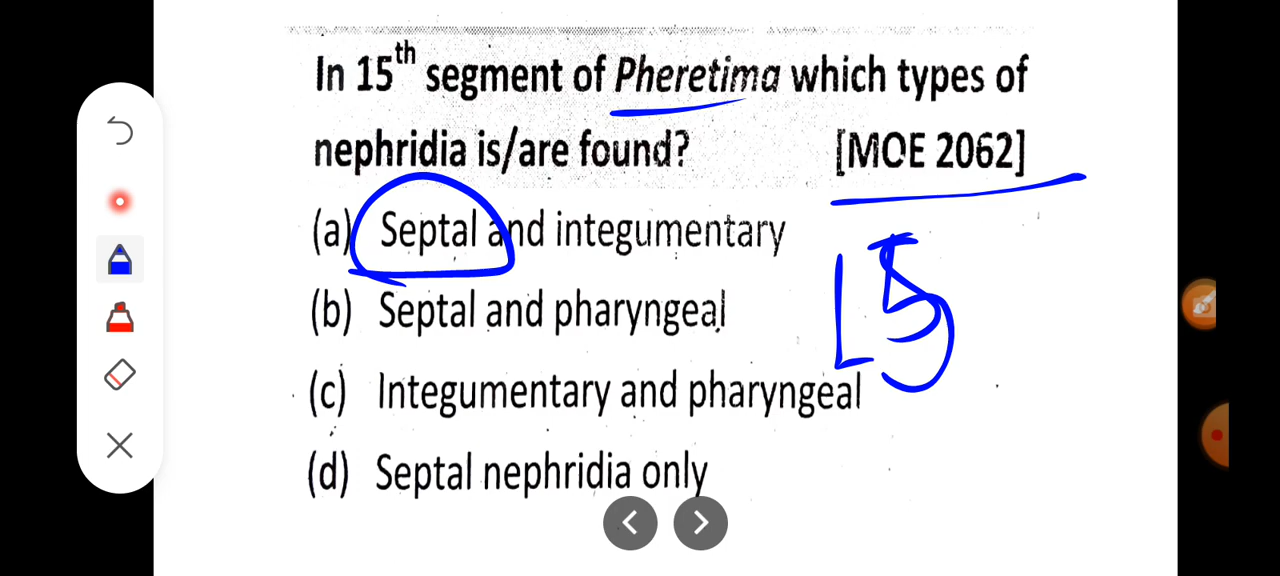 In 15th segment of Pheretima which types of
nephridia is/are found? [MOE 2062]
(a) Septal and integumentary
(b) Septal and pharyngeal
15
(c) Integumentary and pharyngeal
(d) Septal nephridia only